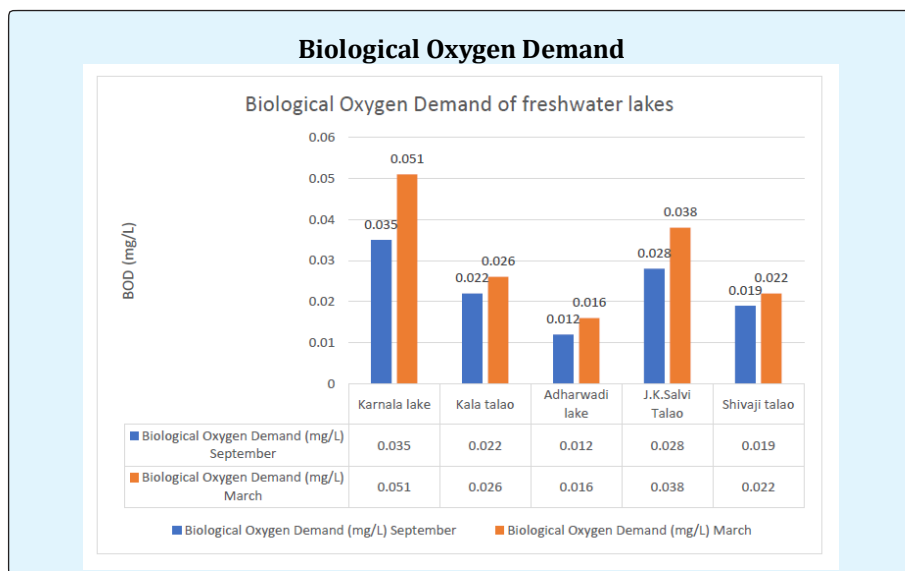 Biological Oxygen Demand
Biological Oxygen Demand of freshwater lakes
BOD (mg/L)
0.06
0.05
0.04
0.03
0.02
0.01
0
0.035
0.051
0.022
0.026
0.012
0.016
0.028
0.038
0.019
0.022
Karnala lake Kala talao Adharwadi lake J.K.Salvi Talao Shivaji talao
Biological Oxygen Demand (mg/L)
September 0.035 0.022 0.012 0.028 0.019
Biological Oxygen Demand (mg/L)
March 0.051 0.026 0.016 0.038 0.022
Biological Oxygen Demand (mg/L) September Biological Oxygen Demand (mg/L) March